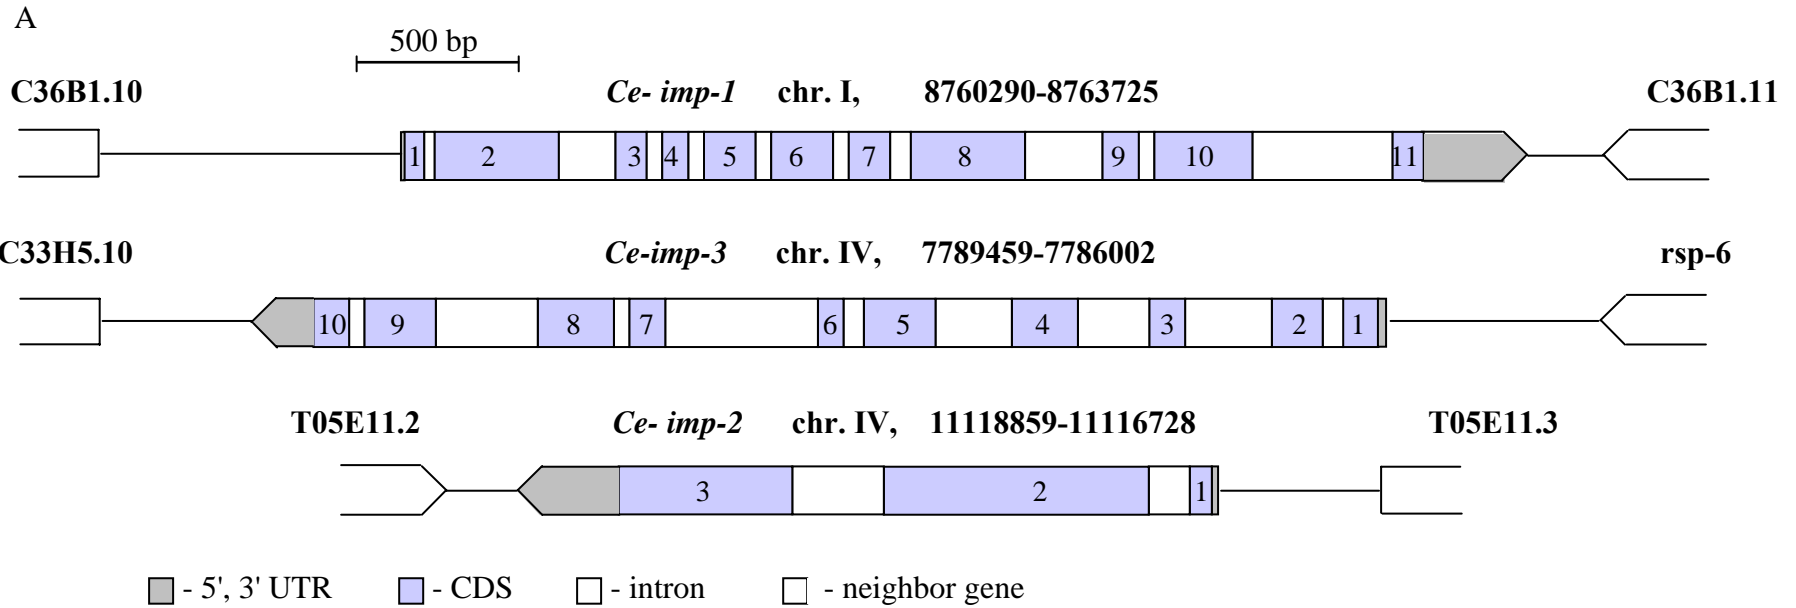 A
500 bp
C36B1.10 Ce- imp-1 chr. I, 8760290-8763725 C36B1.11
1 2 3 4 5 6 7 8 9 10 11
C33H5.10 Ce-imp-3 chr. IV, 7789459-7786002 rsp-6
10 9 8 7 6 5 4 3 2 1
T05E11.2 Ce- imp-2 chr. IV, 11118859-11116728 T05E11.3
3 2 1
- 5', 3' UTR - CDS - intron - neighbor gene